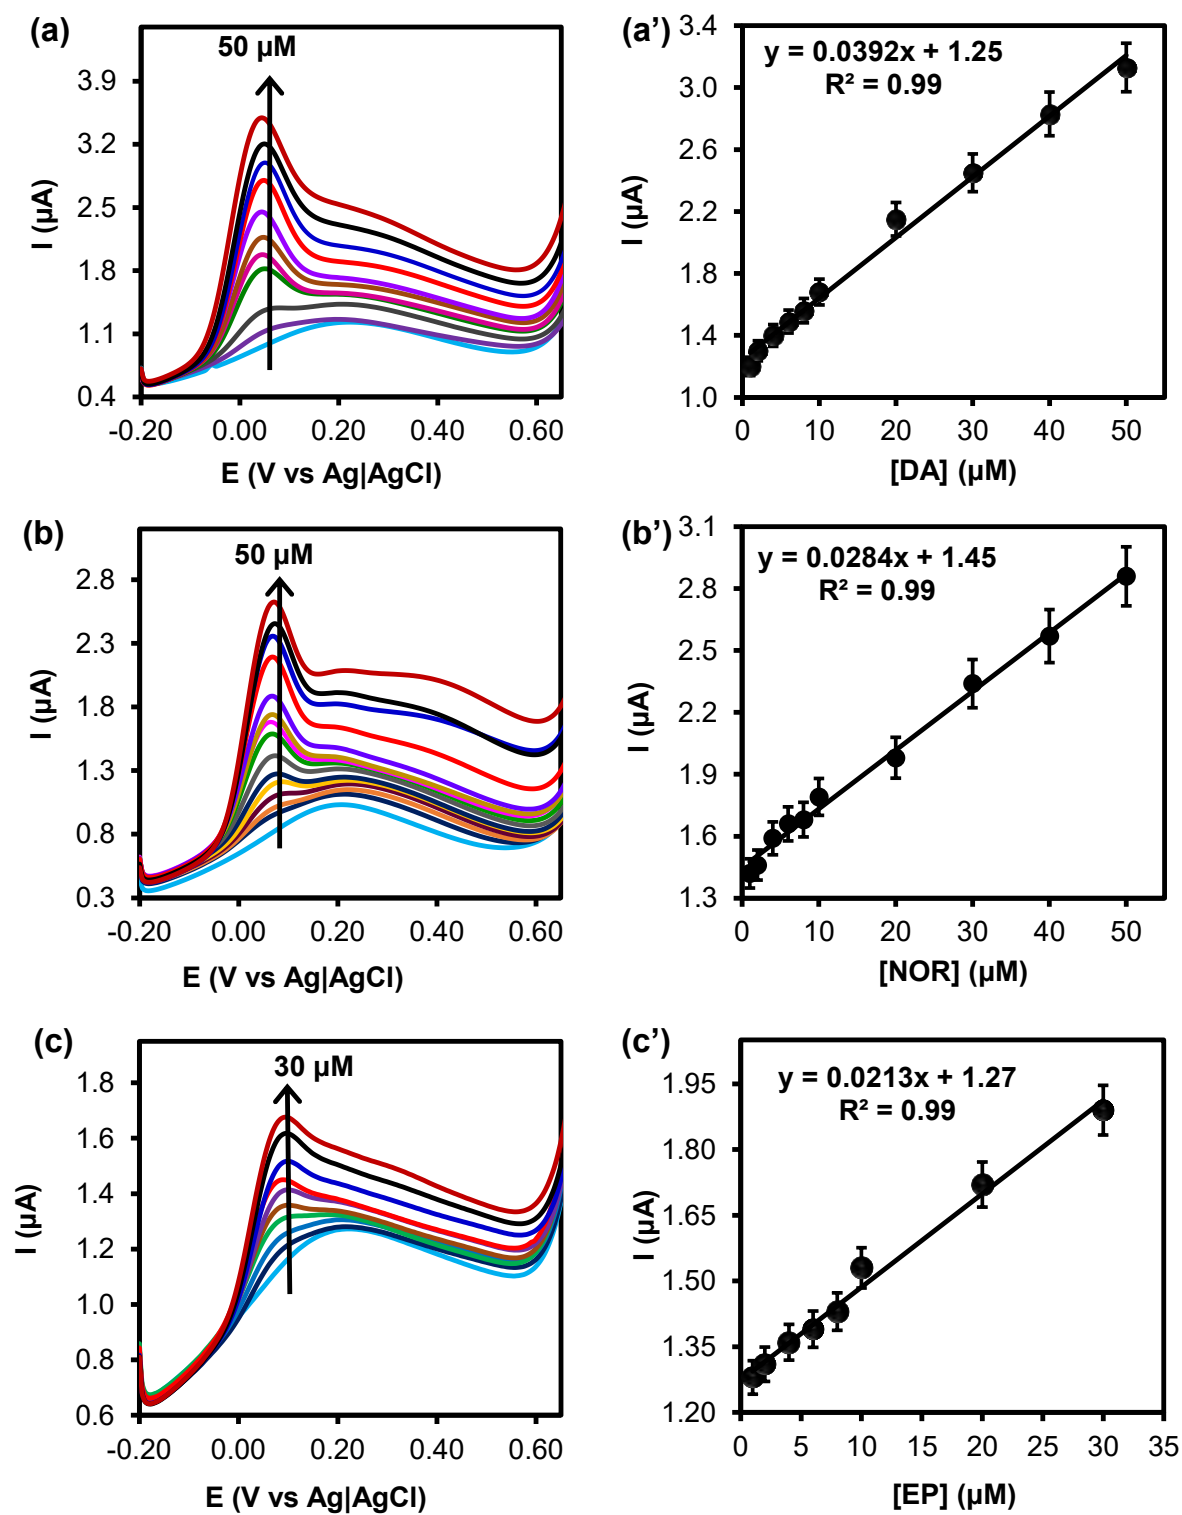 (a)
50 µM
3.9
3.2
2.5
1.8
1.1
0.4
I (µA)
-0.20 0.00 0.20 0.40 0.60
E (V vs Ag|AgCl)
(a’)
y = 0.0392x + 1.25
R² = 0.99
3.4
3.0
2.6
2.2
1.8
1.4
1.0
I (µA)
0 10 20 30 40 50
[DA] (µM)
(b)
50 µM
2.8
2.3
1.8
1.3
0.8
0.3
I (µA)
-0.20 0.00 0.20 0.40 0.60
E (V vs Ag|AgCl)
(b’)
y = 0.0284x + 1.45
R² = 0.99
3.1
2.8
2.5
2.2
1.9
1.6
1.3
I (µA)
0 10 20 30 40 50
[NOR] (µM)
(c)
30 µM
1.8
1.6
1.4
1.2
1.0
0.8
0.6
I (µA)
-0.20 0.00 0.20 0.40 0.60
E (V vs Ag|AgCl)
(c’)
y = 0.0213x + 1.27
R² = 0.99
1.95
1.80
1.65
1.50
1.35
1.20
I (µA)
0 5 10 15 20 25 30 35
[EP] (µM)